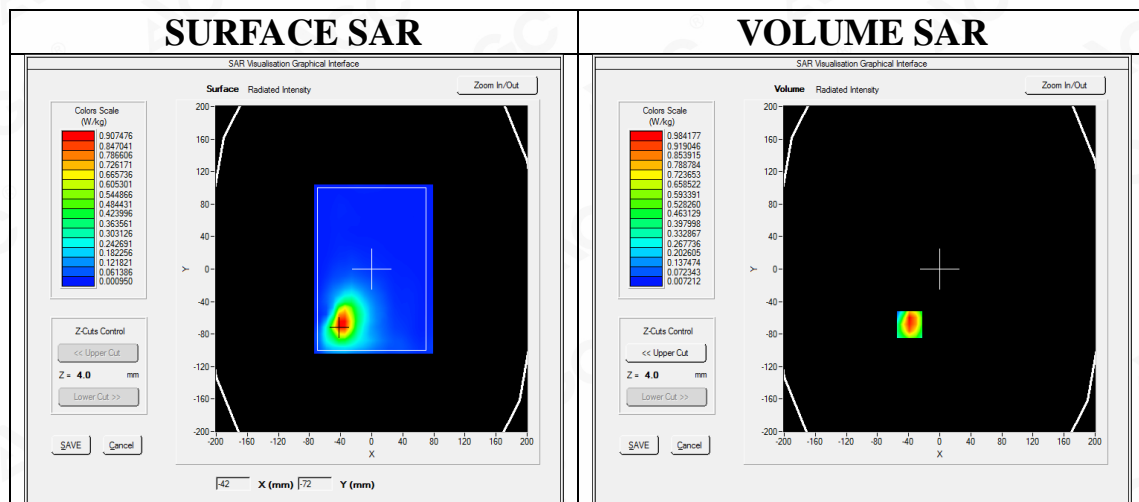 SURFACE SAR
SAR Visualisation Graphical Interface
Surface Radiated Intensity
Zoom In/Out
Colors Scale
(W/kg)
0.907476
0.847041
0.786606
0.726171
0.665736
0.605301
0.544866
0.484431
0.423996
0.363561
0.303126
0.242691
0.182256
0.121821
0.061386
0.000950
Z-Cuts Control
<< Upper Cut
Z = 4.0 mm
Lower Cut >>
SAVE Cancel
200
160
120
80
40
0
-40
-80
-120
-160
-200
Y
-200 -160 -120 -80 -40 0 40 80 120 160 200
X
-42 X (mm) -72 Y (mm)
VOLUME SAR
SAR Visualisation Graphical Interface
Volume Radiated Intensity
Zoom In/Out
Colors Scale
(W/kg)
0.984177
0.919046
0.853915
0.788784
0.723653
0.658522
0.593391
0.528260
0.463129
0.397998
0.332867
0.267736
0.202605
0.137474
0.072343
0.007212
Z-Cuts Control
<< Upper Cut
Z = 4.0 mm
Lower Cut >>
SAVE Cancel
200
160
120
80
40
0
-40
-80
-120
-160
-200
Y
-200 -160 -120 -80 -40 0 40 80 120 160 200
X